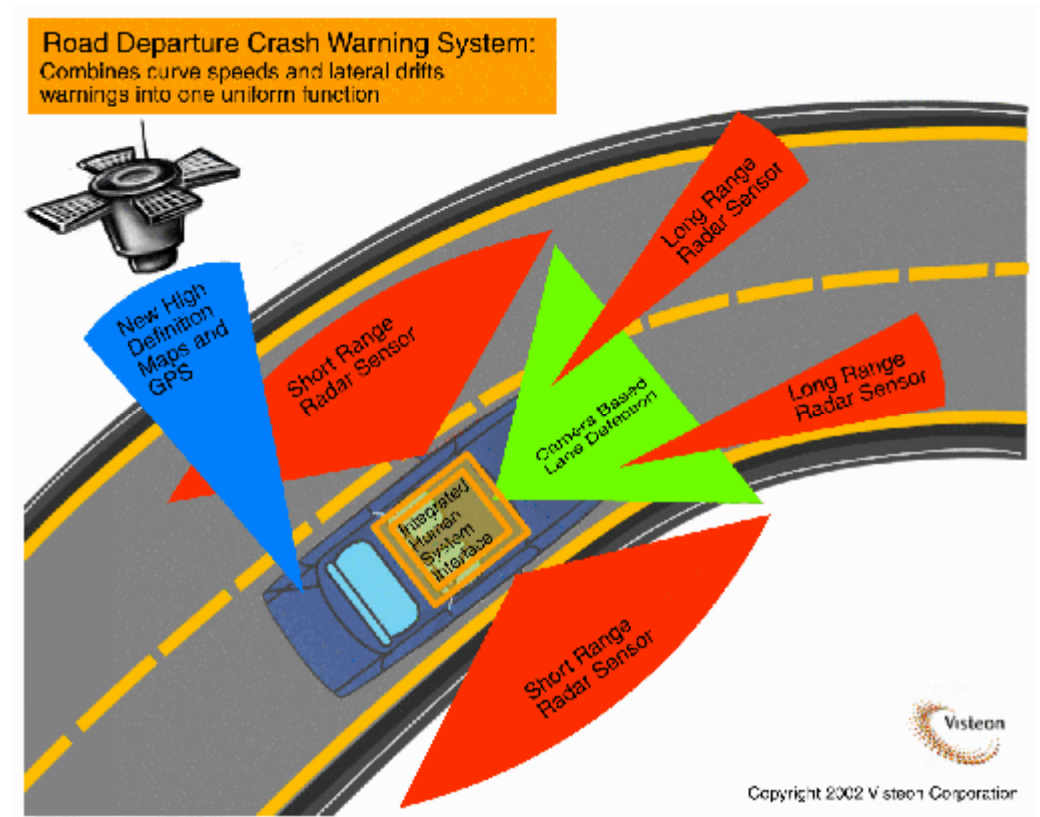 Road Departure Crash Warning System:
Combines curve speeds and lateral drifts
warnings into one uniform function
New High
Definition
Maps and
GPS
Short Range
Radar Sensor
Long Range
Radar Sensor
Camera Based
Lane Detection
Long Range
Radar Sensor
Integrated
Human
System
Interface
Short Range
Radar Sensor
Visteon
Copyright 2002 Visteon Corporation